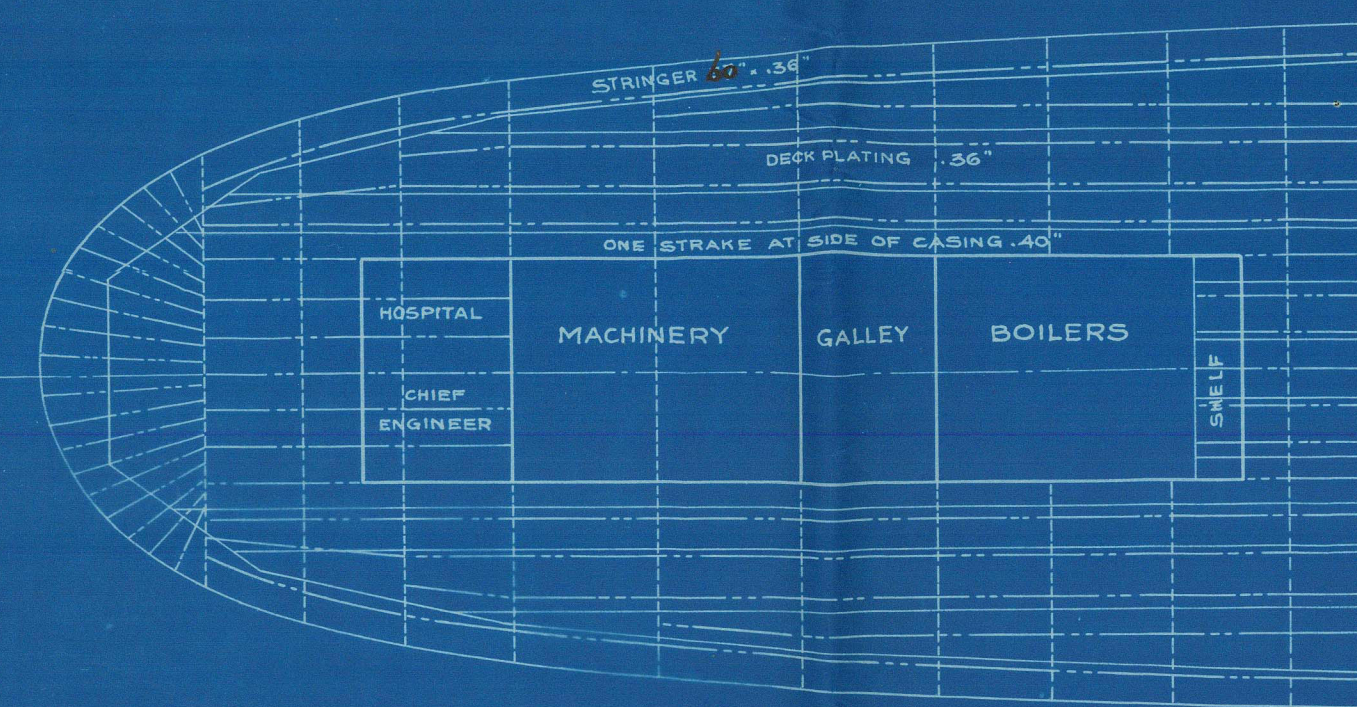 STRINGER 60" × .36"
DECK PLATING .36"
ONE STRAKE AT SIDE OF CASING .40"
HOSPITAL
MACHINERY
GALLEY
BOILERS
SHELF
CHIEF
ENGINEER